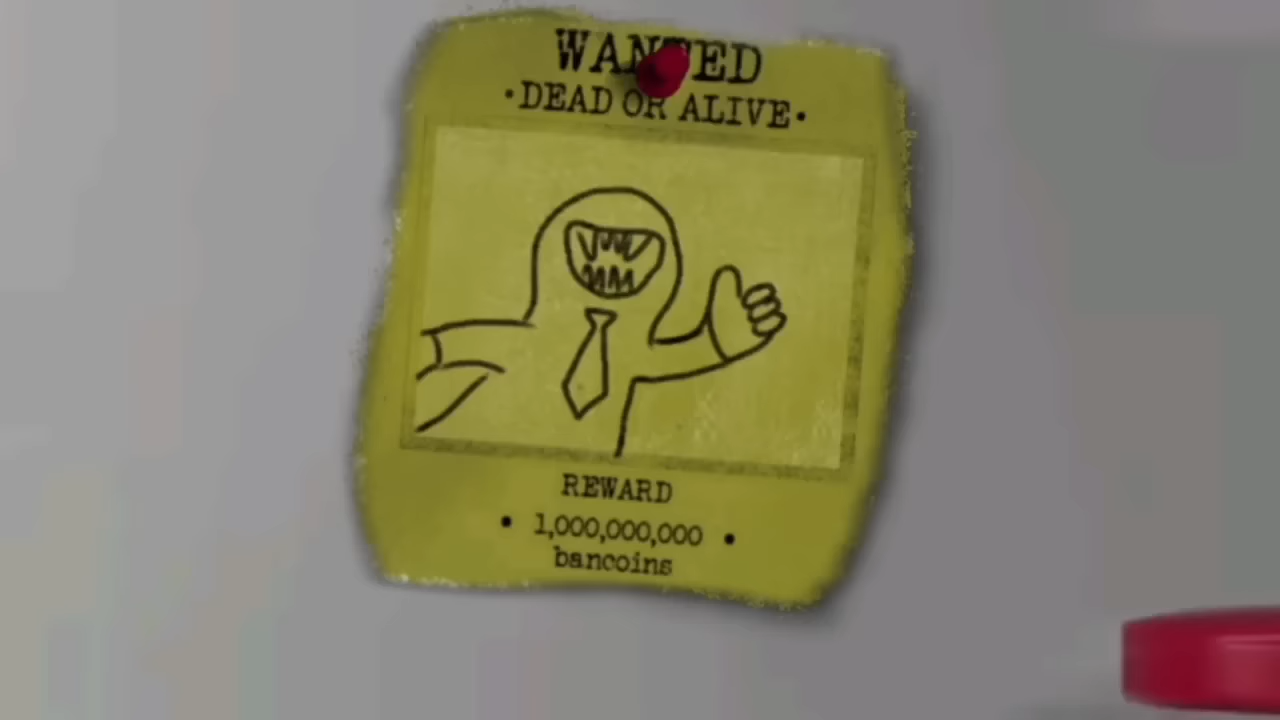 WANTED
·DEAD OR ALIVE·
REWARD
• 1,000,000,000 •
bancoins